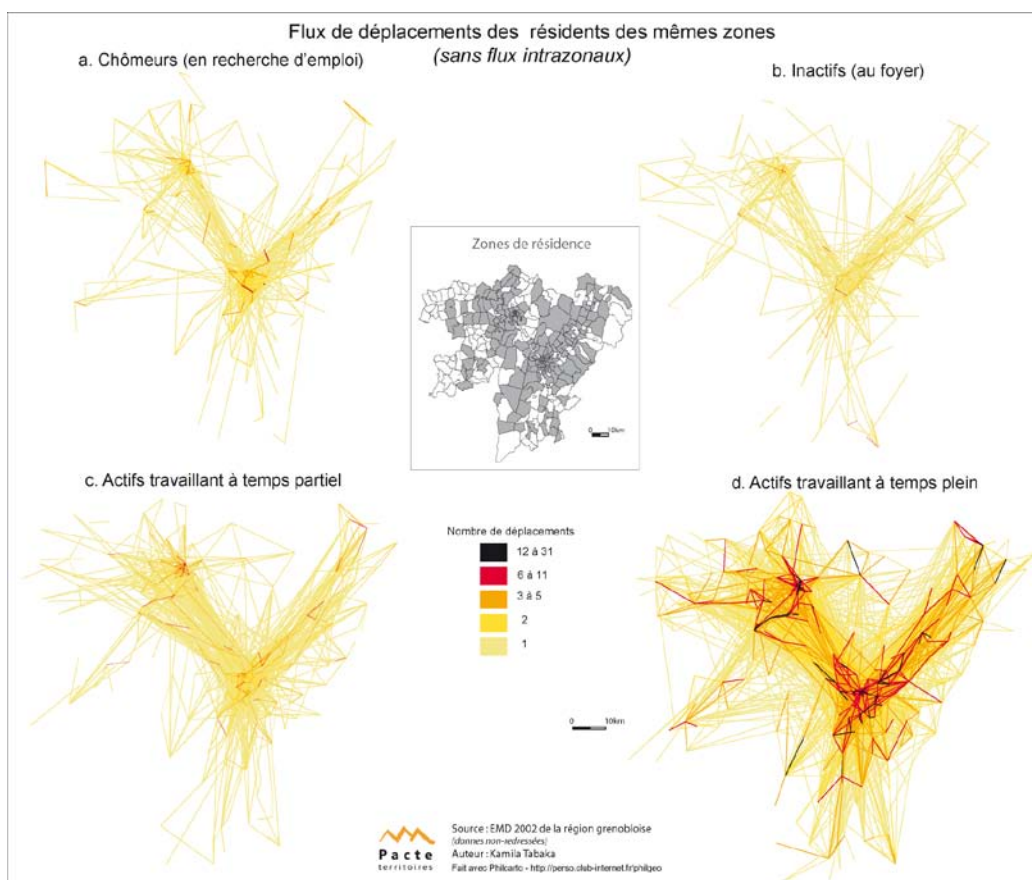 Flux de déplacements des résidents des mêmes zones
(sans flux intrazonaux)
a. Chômeurs (en recherche d'emploi)
b. Inactifs (au foyer)
Zones de résidence
0 10km
c. Actifs travaillant à temps partiel
d. Actifs travaillant à temps plein
Nombre de déplacements
12 à 31
6 à 11
3 à 5
2
1
0 10km
Pacte
territoires
Source : EMD 2002 de la région grenobloise
(données non-redressées)
Auteur : Kamila Tabaka
Fait avec Philcarto - http://perso.club-internet.fr/philgeo